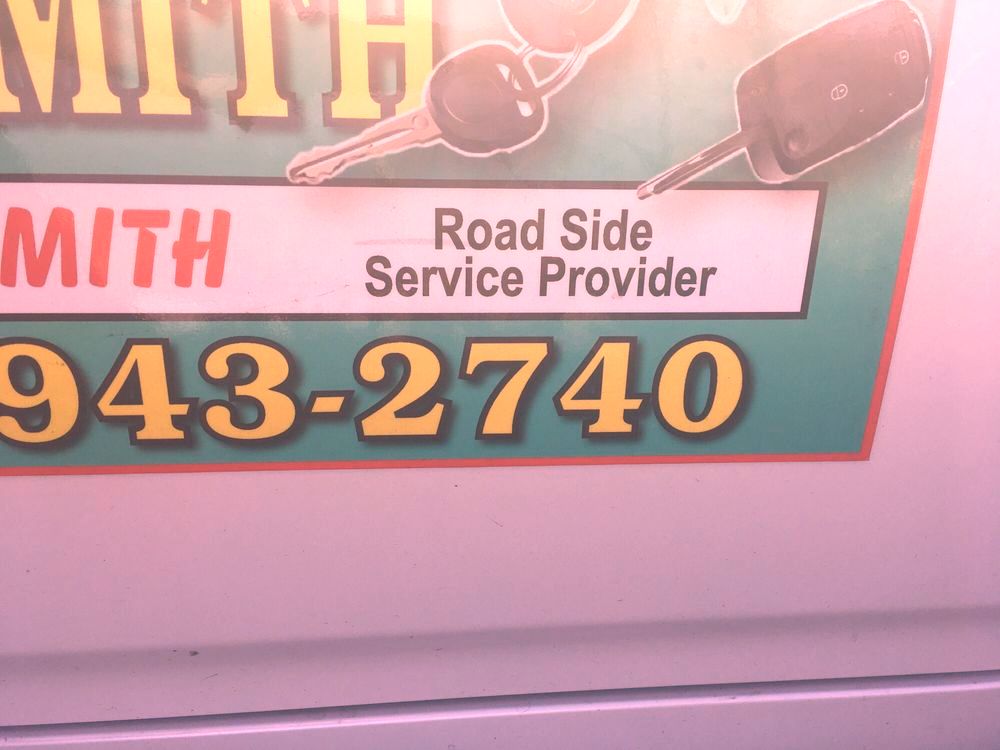 MITH
MITH
Road Side
Service Provider
943-2740